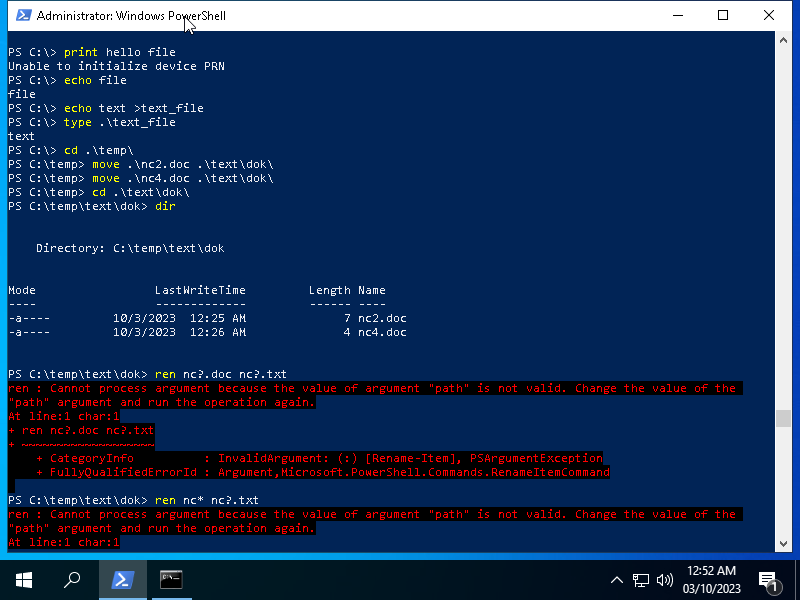 Administrator: Windows PowerShell
PS C:\> print hello file
Unable to initialize device PRN
PS C:\> echo file
file
PS C:\> echo text >text_file
PS C:\> type .\text_file
text
PS C:\> cd .\temp\
PS C:\temp> move .\nc2.doc .\text\dok\
PS C:\temp> move .\nc4.doc .\text\dok\
PS C:\temp> cd .\text\dok\
PS C:\temp\text\dok> dir
    Directory: C:\temp\text\dok
Mode                 LastWriteTime         Length Name
----                 -------------         ------ ----
-a----         10/3/2023  12:25 AM              7 nc2.doc
-a----         10/3/2023  12:26 AM              4 nc4.doc
PS C:\temp\text\dok> ren nc?.doc nc?.txt
ren : Cannot process argument because the value of argument "path" is not valid. Change the value of the
"path" argument and run the operation again.
At line:1 char:1
+ ren nc?.doc nc?.txt
+ ~~~~~~~~~~~~~~~~~~~
    + CategoryInfo          : InvalidArgument: (:) [Rename-Item], PSArgumentException
    + FullyQualifiedErrorId : Argument,Microsoft.PowerShell.Commands.RenameItemCommand
PS C:\temp\text\dok> ren nc* nc?.txt
ren : Cannot process argument because the value of argument "path" is not valid. Change the value of the
"path" argument and run the operation again.
At line:1 char:1
12:52 AM
03/10/2023
1